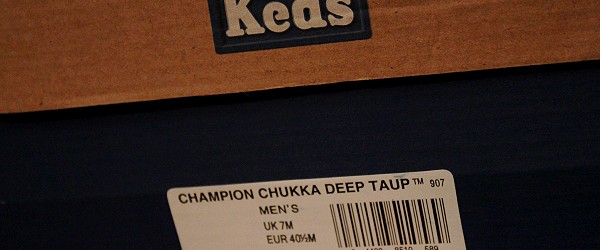 Keds
CHAMPION CHUKKA DEEP TAUP™ 907
MEN'S
UK 7M
EUR 40½M